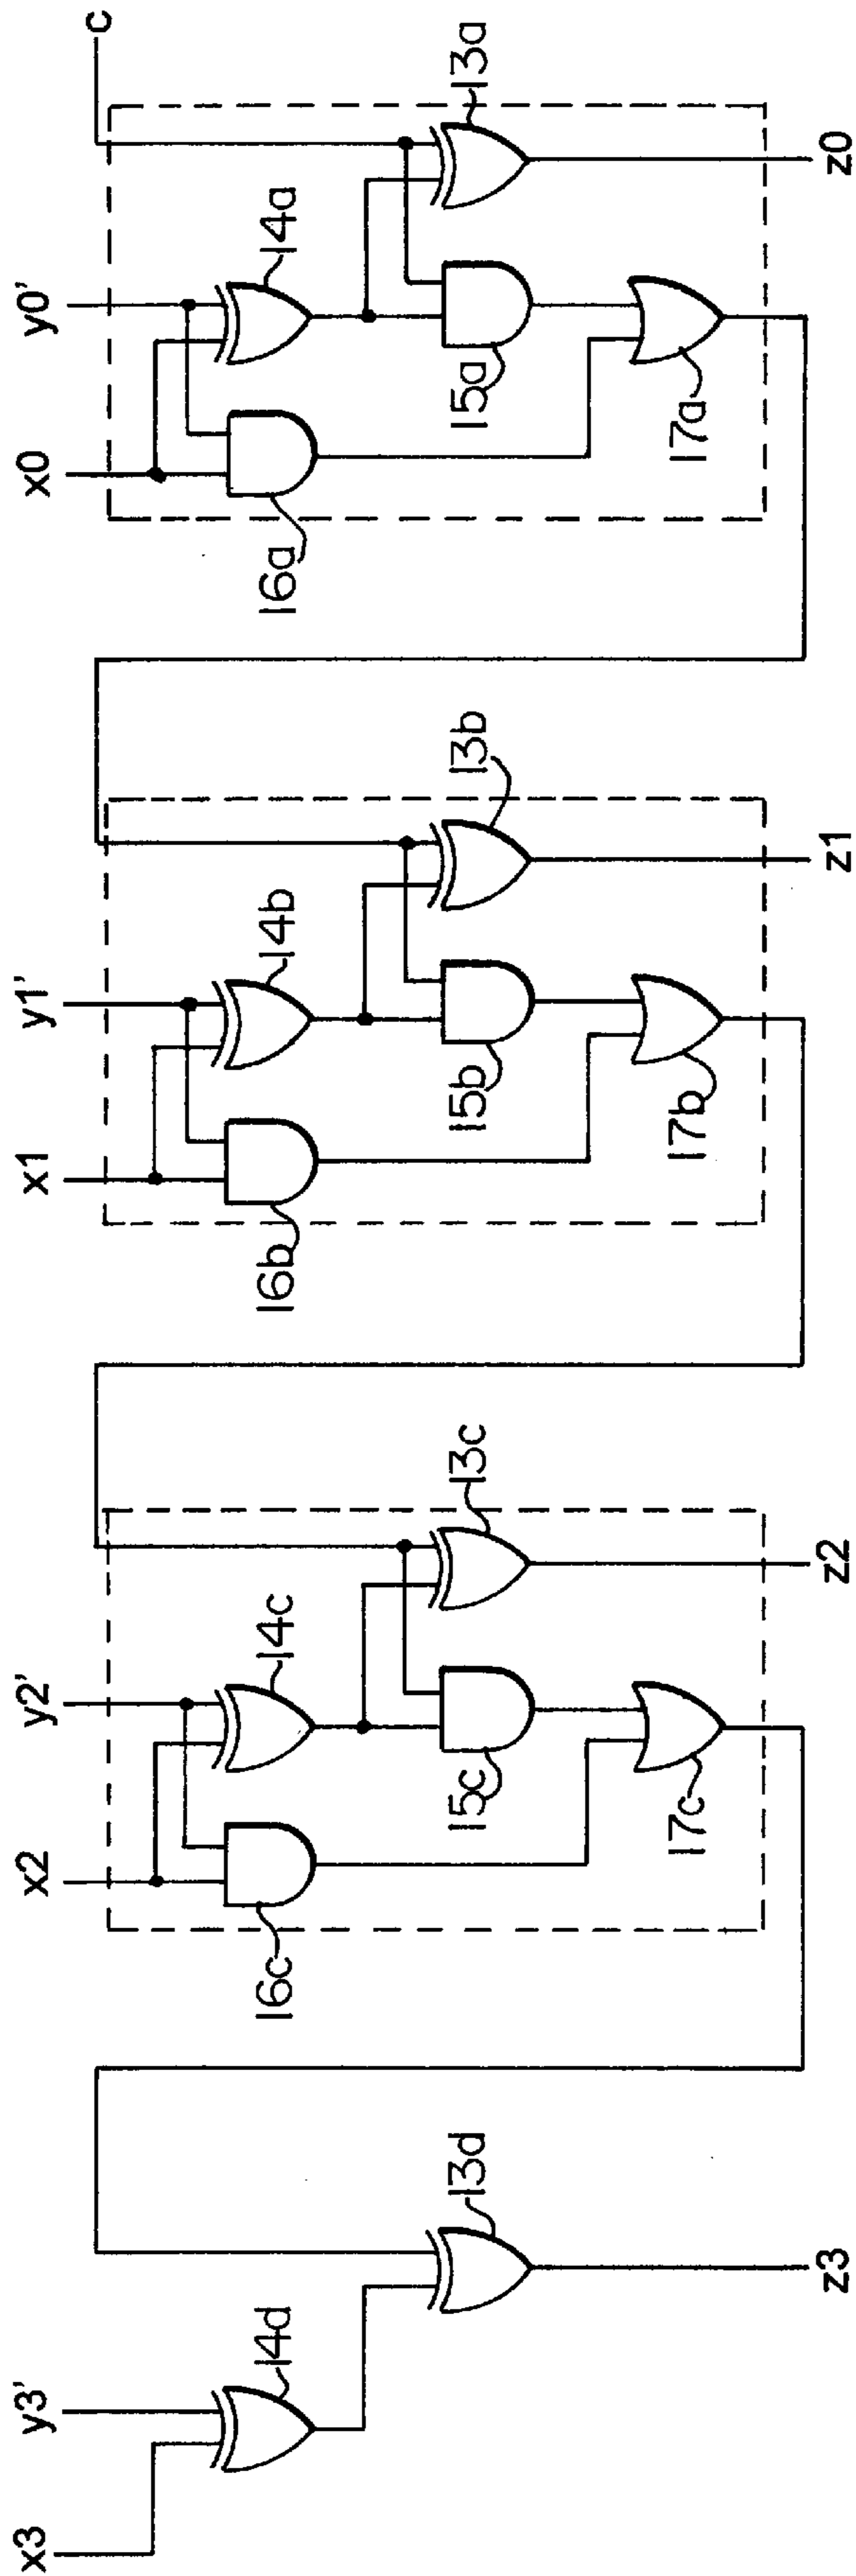 x3
y3'
x2
y2'
x1
y1'
x0
y0'
c
14d
16c
14c
16b
14b
16a
14a
13d
15c
13c
15b
13b
15a
13a
17c
17b
17a
z3
z2
z1
z0